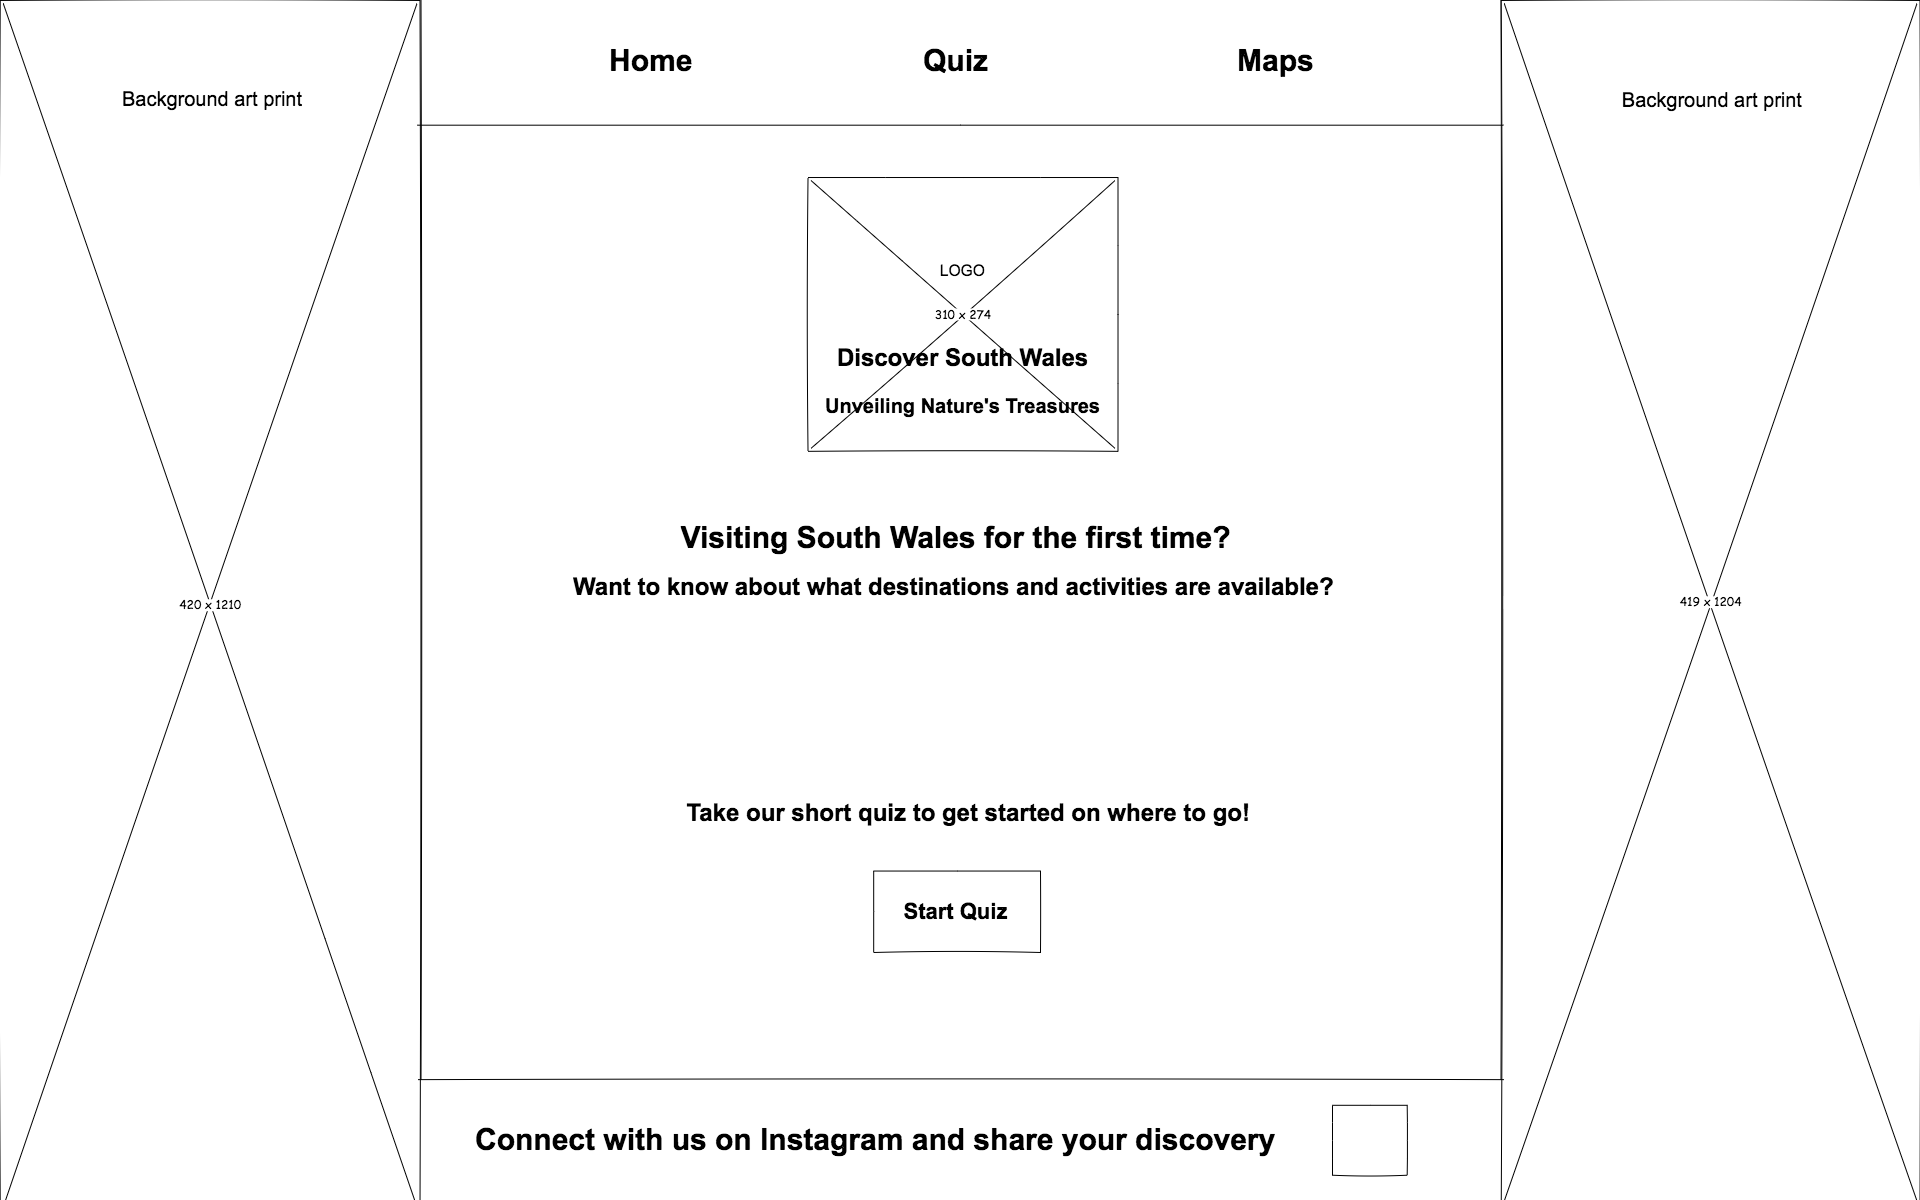 Home Quiz Maps
Background art print
Background art print
LOGO
310 x 274
Discover South Wales
Unveiling Nature's Treasures
Visiting South Wales for the first time?
Want to know about what destinations and activities are available?
420 x 1210
419 x 1204
Take our short quiz to get started on where to go!
Start Quiz
Connect with us on Instagram and share your discovery